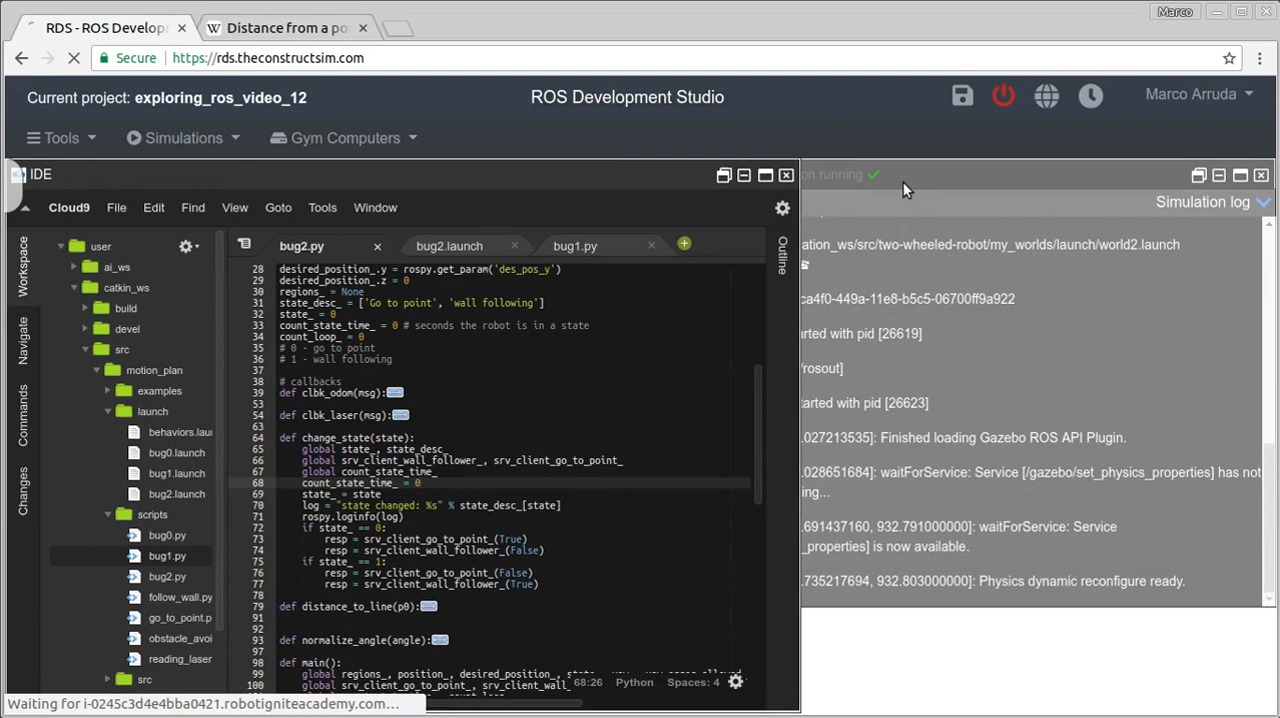 Marco
RDS - ROS Develop
Distance from a po
Secure
https://rds.theconstructsim.com
Current project: exploring_ros_video_12
ROS Development Studio
Marco Arruda
Tools
Simulations
Gym Computers
IDE
on running
Cloud9
File
Edit
Find
View
Goto
Tools
Window
Simulation log
Workspace
Navigate
Commands
Changes
user
ai_ws
catkin_ws
build
devel
src
motion_plan
examples
launch
behaviors.lau
bug0.launch
bug1.launch
bug2.launch
scripts
bug0.py
bug1.py
bug2.py
follow_wall.py
go_to_point.p
obstacle_avoi
reading_laser
src
bug2.py
bug2.launch
bug1.py
Outline
28 desired_position_.y = rospy.get_param('des_pos_y')
29 desired_position_.z = 0
30 regions_ = None
31 state_desc_ = ['Go to point', 'wall following']
32 state_ = 0
33 count_state_time_ = 0 # seconds the robot is in a state
34 count_loop_ = 0
35 # 0 - go to point
36 # 1 - wall following
37
38 # callbacks
39 def clbk_odom(msg):
53
54 def clbk_laser(msg):
63
64 def change_state(state):
65 global state_, state_desc_
66 global srv_client_wall_follower_, srv_client_go_to_point_
67 global count_state_time_
68 count_state_time_ = 0
69 state_ = state
70 log = "state changed: %s" % state_desc_[state]
71 rospy.loginfo(log)
72 if state_ == 0:
73 resp = srv_client_go_to_point_(True)
74 resp = srv_client_wall_follower_(False)
75 if state_ == 1:
76 resp = srv_client_go_to_point_(False)
77 resp = srv_client_wall_follower_(True)
78
79 def distance_to_line(p0):
91
92
93 def normalize_angle(angle):
97
98 def main():
99 global regions_, position_, desired_position_,
100 global srv_client_go_to_point_, srv_client_wall_
68:26
Python
Spaces: 4
ation_ws/src/two-wheeled-robot/my_worlds/launch/world2.launch
ca4f0-449a-11e8-b5c5-06700ff9a922
arted with pid [26619]
/rosout]
tarted with pid [26623]
.027213535]: Finished loading Gazebo ROS API Plugin.
.028651684]: waitForService: Service [/gazebo/set_physics_properties] has not
ing...
.691437160, 932.791000000]: waitForService: Service
_properties] is now available.
.735217694, 932.803000000]: Physics dynamic reconfigure ready.
Waiting for i-0245c3d4e4bba0421.robotigniteacademy.com...